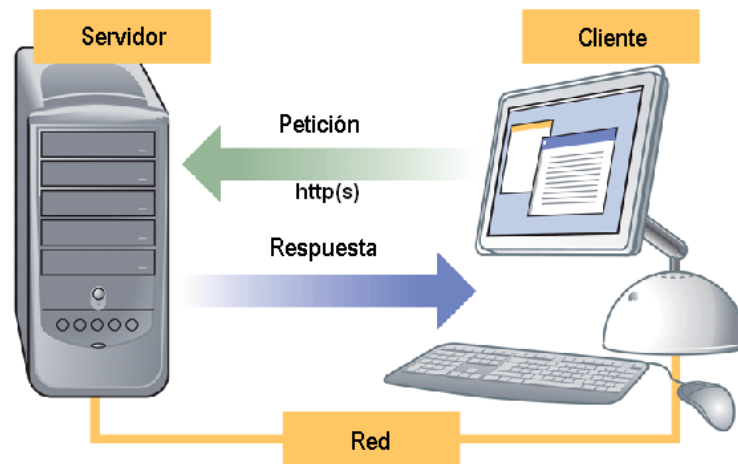 Servidor
Cliente
Petición
http(s)
Respuesta
Red